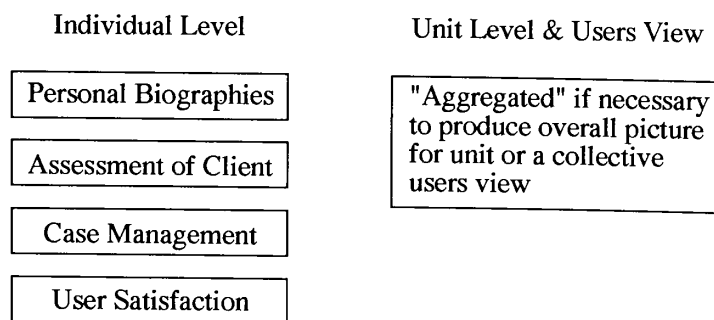 Individual Level
Personal Biographies
Assessment of Client
Case Management
User Satisfaction
Unit Level & Users View
"Aggregated" if necessary
to produce overall picture
for unit or a collective
users view